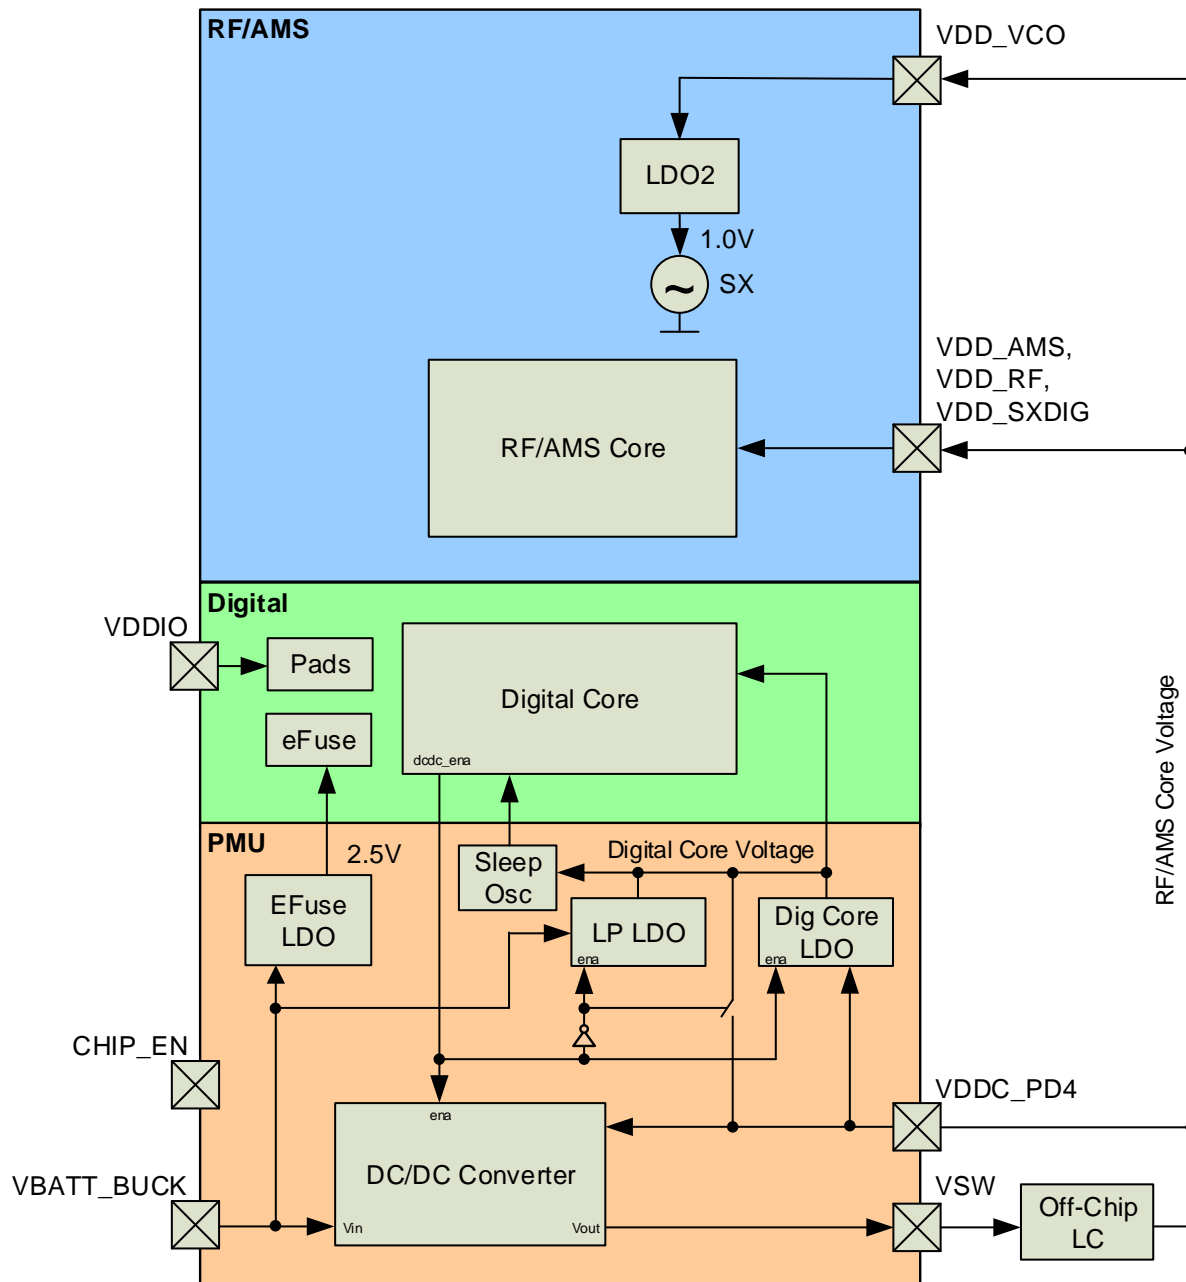 RF/AMS
VDD_VCO
LDO2
1.0V
SX
~
VDD_AMS,
VDD_RF,
VDD_SXDIG
RF/AMS Core
Digital
VDDIO
Pads
Digital Core
eFuse
dcdc_ena
RF/AMS Core Voltage
PMU
2.5V
Digital Core Voltage
Sleep
Osc
EFuse
LDO
LP LDO
ena
Dig Core
LDO
ena
CHIP_EN
VDDC_PD4
ena
DC/DC Converter
VBATT_BUCK
Vin
Vout
VSW
Off-Chip
LC